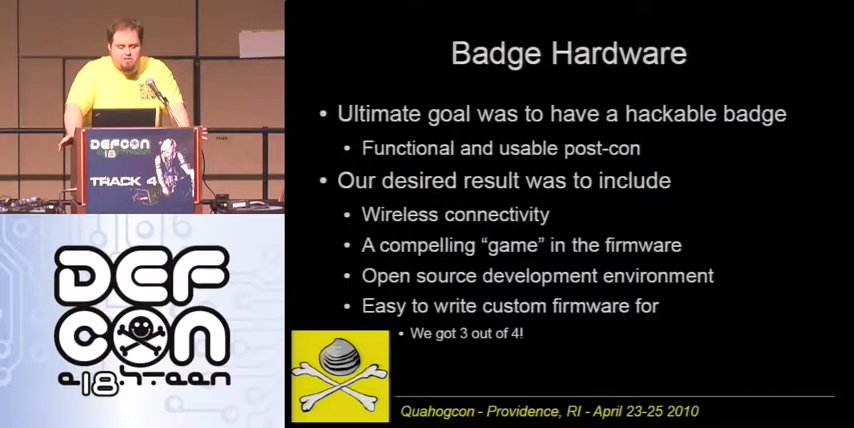 DEFCON
18
TRACK 4
DEF
CON
e18hteen
Badge Hardware
• Ultimate goal was to have a hackable badge
• Functional and usable post-con
• Our desired result was to include
• Wireless connectivity
• A compelling “game” in the firmware
• Open source development environment
• Easy to write custom firmware for
• We got 3 out of 4!
Quahogcon - Providence, RI - April 23-25 2010